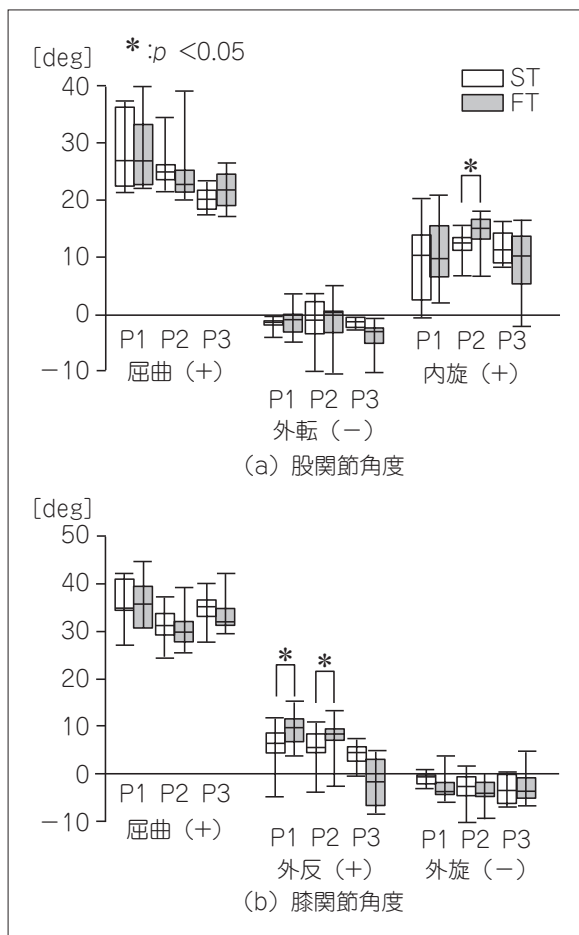 [deg]
*:p <0.05
ST
FT
40
30
20
10
0
−10
P1 P2 P3
屈曲（+）
P1 P2 P3
外転（−）
P1 P2 P3
内旋（+）
*
(a) 股関節角度
[deg]
50
40
30
20
10
0
−10
* *
P1 P2 P3
屈曲（+）
P1 P2 P3
外反（+）
P1 P2 P3
外旋（−）
(b) 膝関節角度